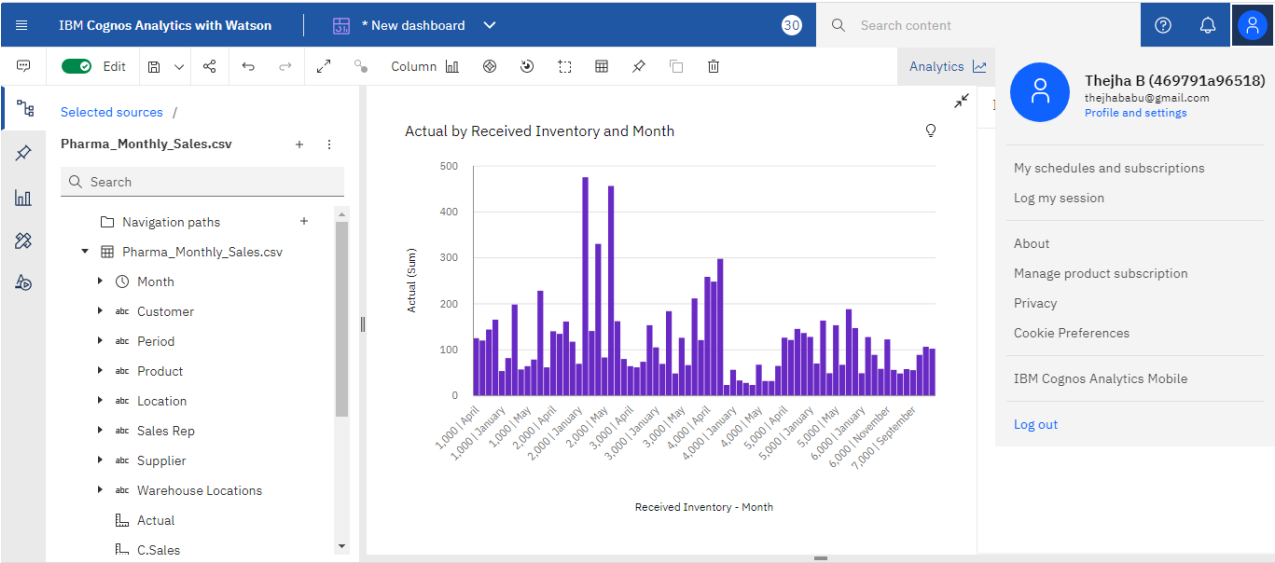 IBM Cognos Analytics with Watson
* New dashboard
30
Search content
Edit
Column
Analytics
Selected sources /
Pharma_Monthly_Sales.csv
Search
Navigation paths
Pharma_Monthly_Sales.csv
Month
abc Customer
abc Period
abc Product
abc Location
abc Sales Rep
abc Supplier
abc Warehouse Locations
Actual
C.Sales
Actual by Received Inventory and Month
Actual (Sum)
500
400
300
200
100
0
1,000 | April
1,000 | January
1,000 | May
2,000 | April
2,000 | January
2,000 | May
3,000 | April
3,000 | January
3,000 | May
4,000 | April
4,000 | January
4,000 | May
5,000 | April
5,000 | January
5,000 | May
6,000 | January
6,000 | November
7,000 | September
Received Inventory - Month
Thejha B (469791a96518)
thejhababu@gmail.com
Profile and settings
My schedules and subscriptions
Log my session
About
Manage product subscription
Privacy
Cookie Preferences
IBM Cognos Analytics Mobile
Log out